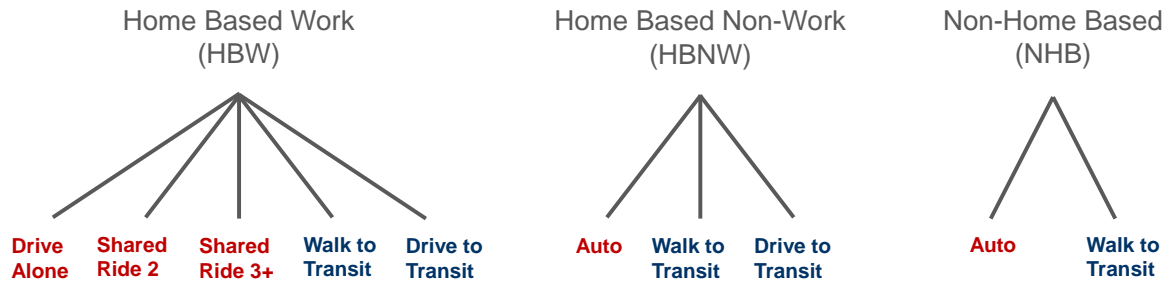 Home Based Work
(HBW)
Home Based Non-Work
(HBNW)
Non-Home Based
(NHB)
Drive
Alone
Shared
Ride 2
Shared
Ride 3+
Walk to
Transit
Drive to
Transit
Auto
Walk to
Transit
Drive to
Transit
Auto
Walk to
Transit